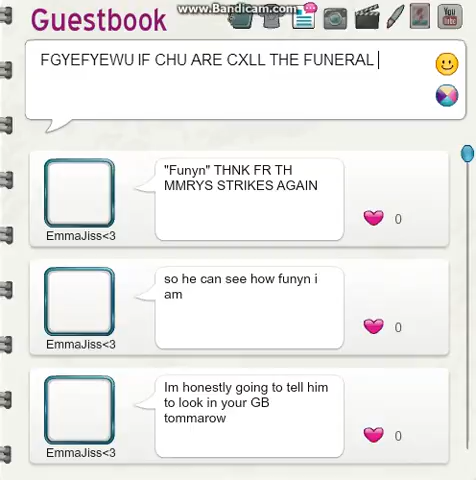 www.Bandicam.com
Guestbook
You
Tube
FGYEFYEWU IF CHU ARE CXLL THE FUNERAL
"Funyn" THNK FR TH
MMRYS STRIKES AGAIN
0
EmmaJiss<3
so he can see how funyn i
am
0
EmmaJiss<3
Im honestly going to tell him
to look in your GB
tommarow
0
EmmaJiss<3